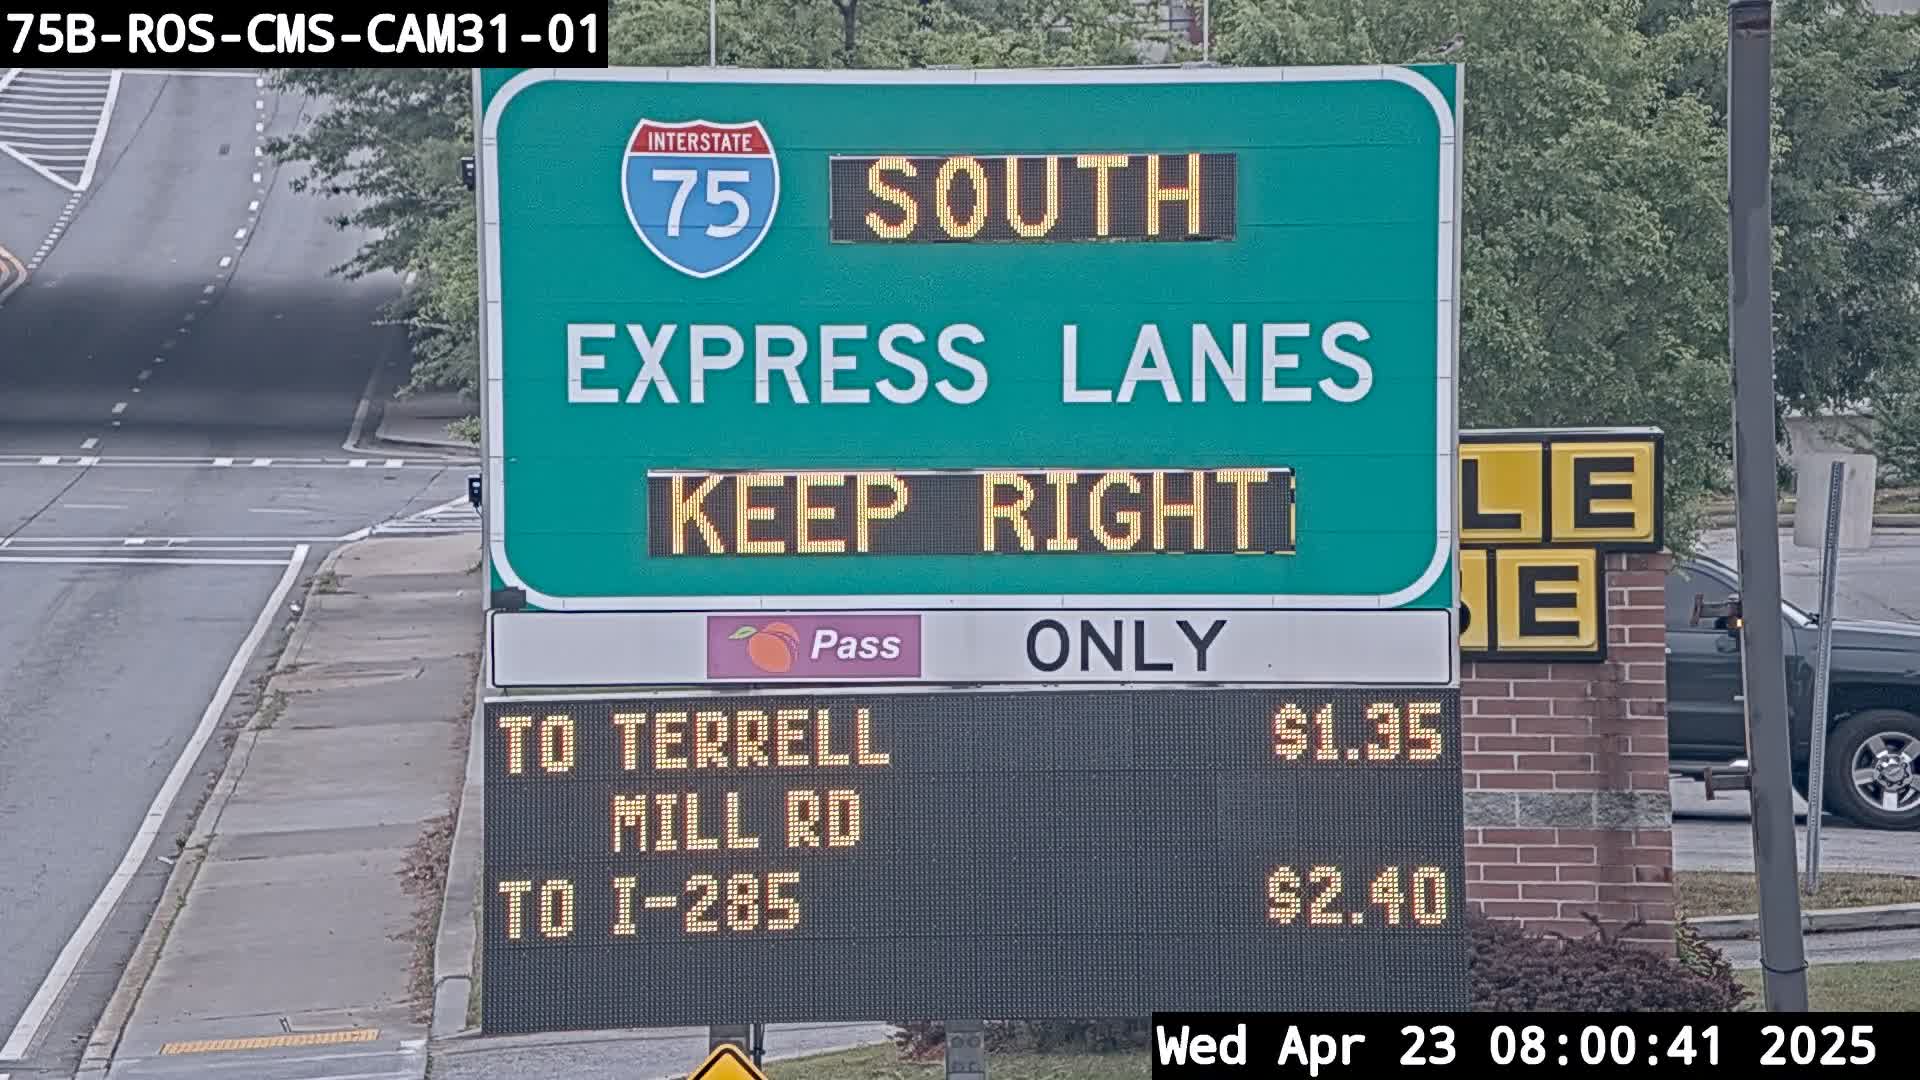 75B-ROS-CMS-CAM31-01
INTERSTATE
75
SOUTH
EXPRESS LANES
KEEP RIGHT
Pass ONLY
LE
E
TO TERRELL $1.35
MILL RD
TO I-285 $2.40
Wed Apr 23 08:00:41 2025